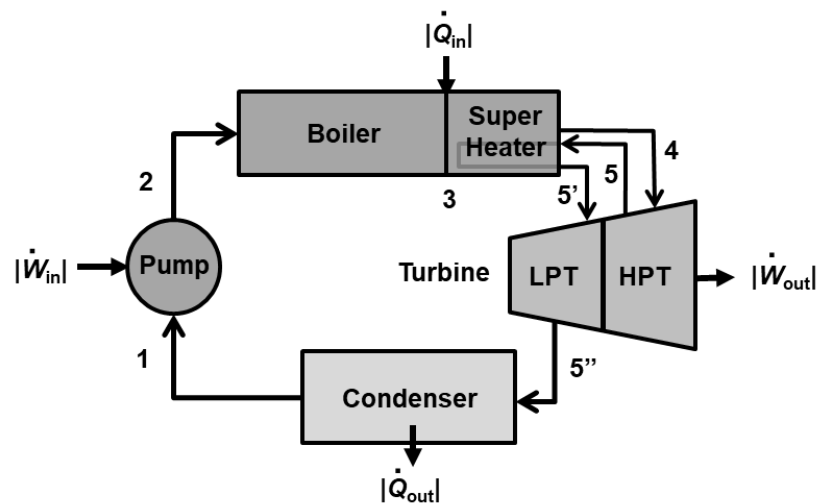 |Q̇in|
Boiler
Super
Heater
2
3
5'
5
4
|Ẇin|
Pump
Turbine
LPT
HPT
|Ẇout|
1
5''
Condenser
|Q̇out|